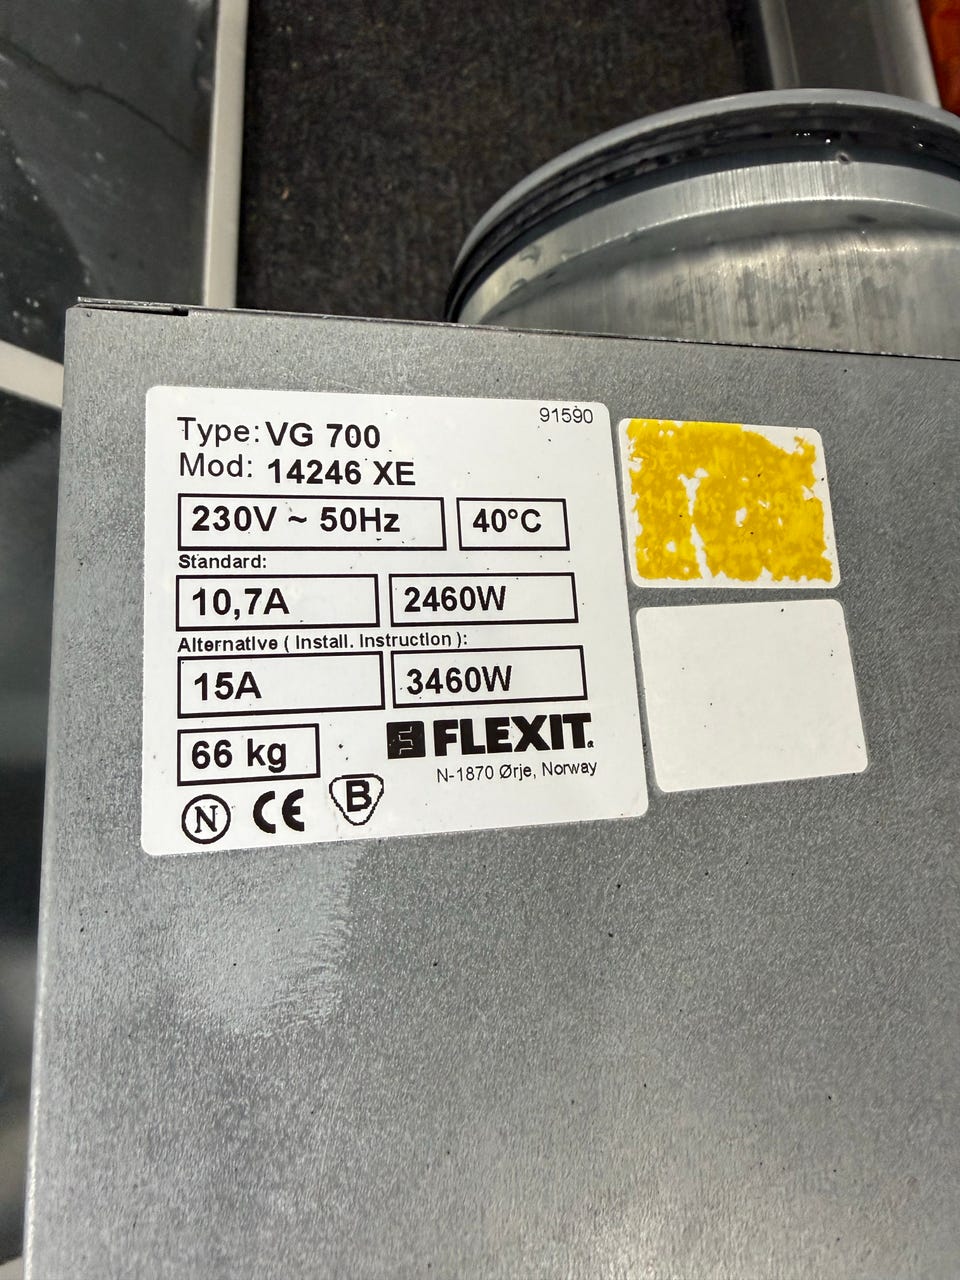 91590
Type: VG 700
Mod: 14246 XE
230V ~ 50Hz 40°C
Standard:
10,7A 2460W
Alternative ( Install. Instruction ):
15A 3460W
66 kg FLEXIT
N-1870 Ørje, Norway
N CE B